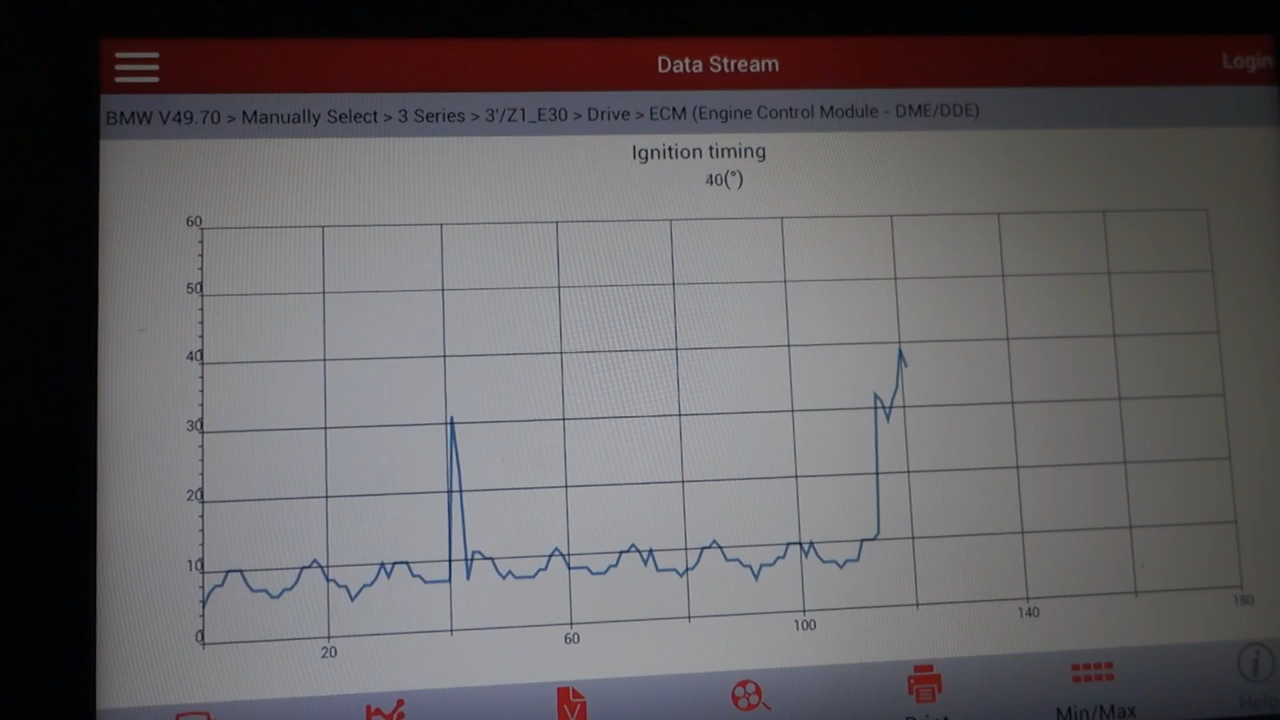 Data Stream
Login
BMW V49.70 > Manually Select > 3 Series > 3'/Z1_E30 > Drive > ECM (Engine Control Module - DME/DDE)
Ignition timing
40(°)
60
50
40
30
20
10
0
20
60
100
140
180
Min/Max
Help